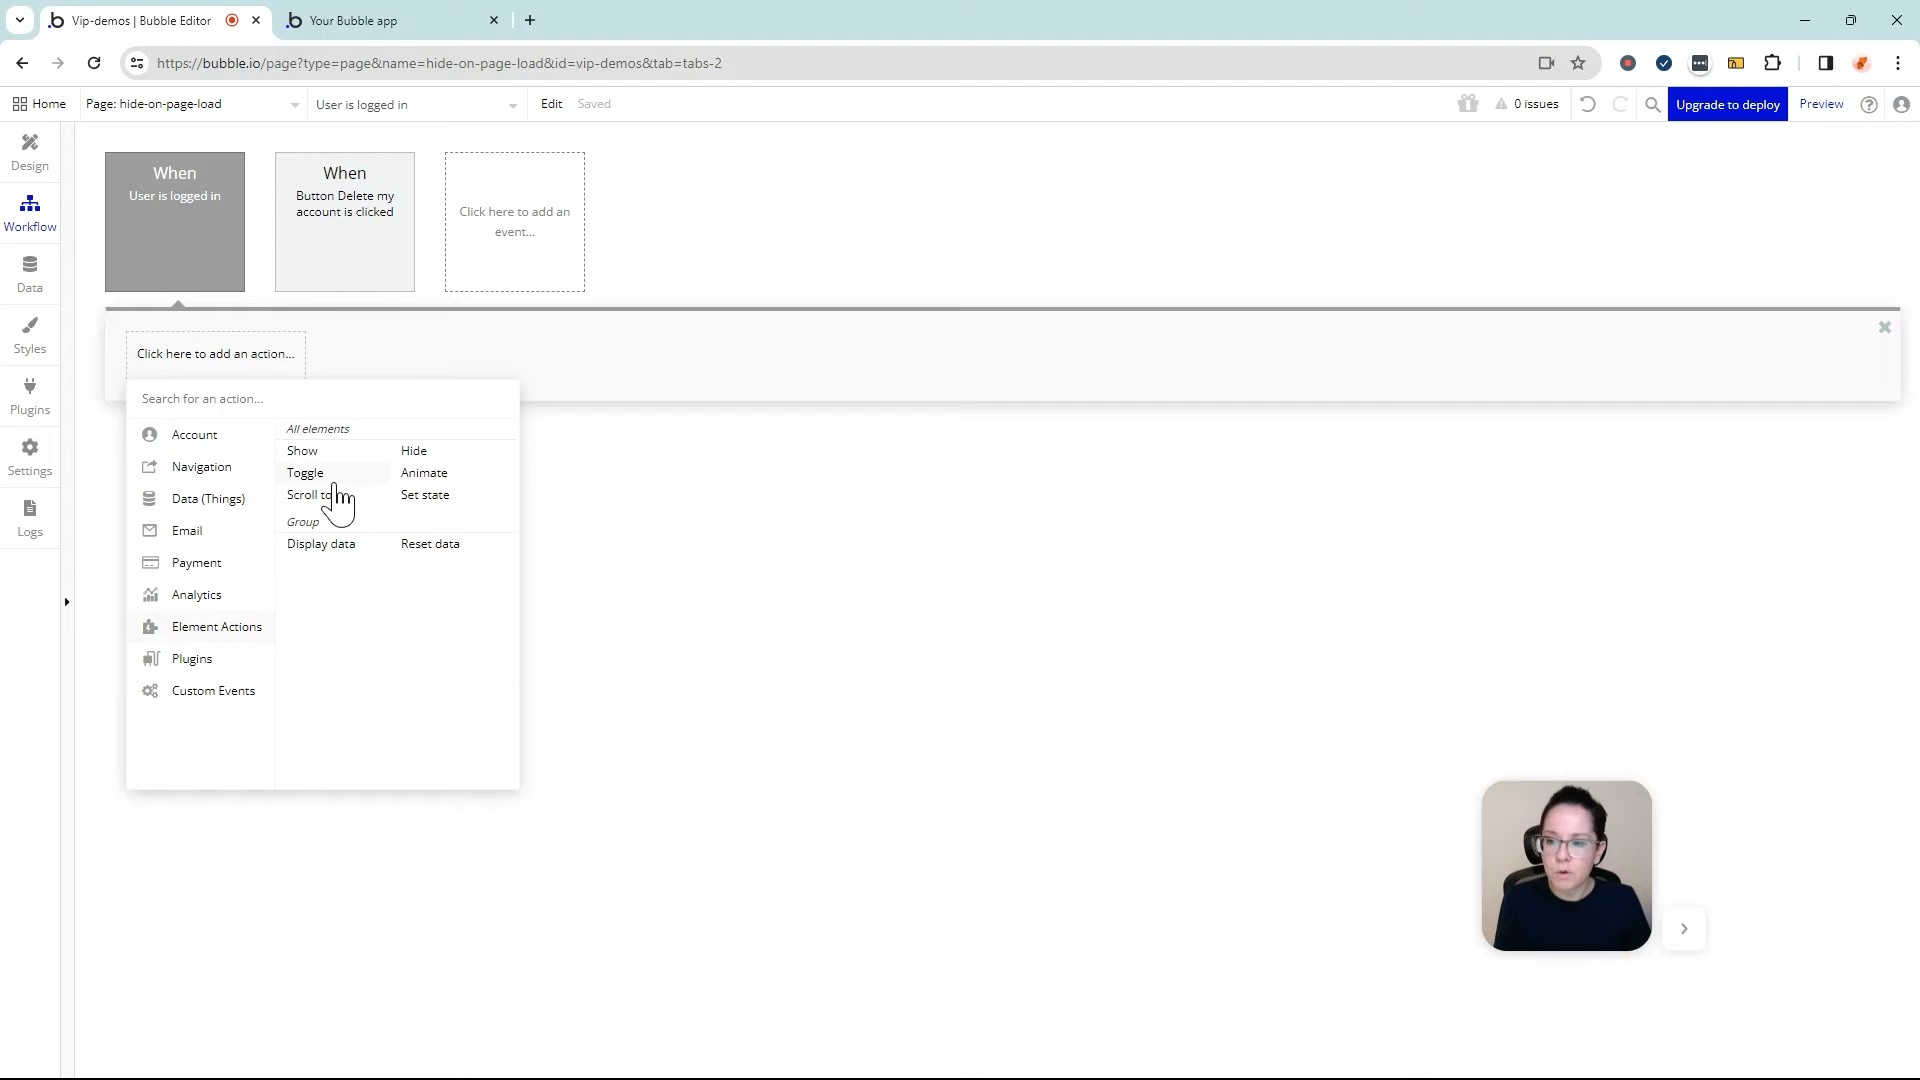 Vip-demos | Bubble Editor
Your Bubble app
https://bubble.io/page?type=page&name=hide-on-page-load&id=vip-demos&tab=tabs-2
Home
Page: hide-on-page-load
User is logged in
Edit
Saved
0 issues
Upgrade to deploy
Preview
Design
Workflow
Data
Styles
Plugins
Settings
Logs
When
User is logged in
When
Button Delete my
account is clicked
Click here to add an
event...
Click here to add an action...
Search for an action...
Account
Navigation
Data (Things)
Email
Payment
Analytics
Element Actions
Plugins
Custom Events
All elements
Show
Hide
Toggle
Animate
Scroll to
Set state
Group
Display data
Reset data